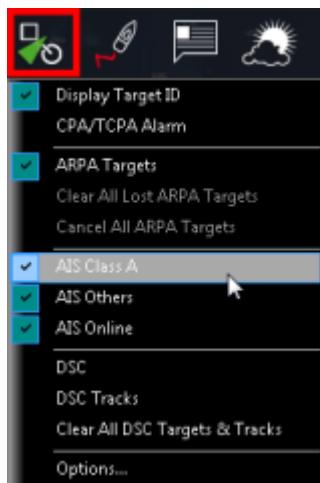 Display Target ID
CPA/TCPA Alarm
ARPA Targets
Clear All Lost ARPA Targets
Cancel All ARPA Targets
AIS Class A
AIS Others
AIS Online
DSC
DSC Tracks
Clear All DSC Targets & Tracks
Options...